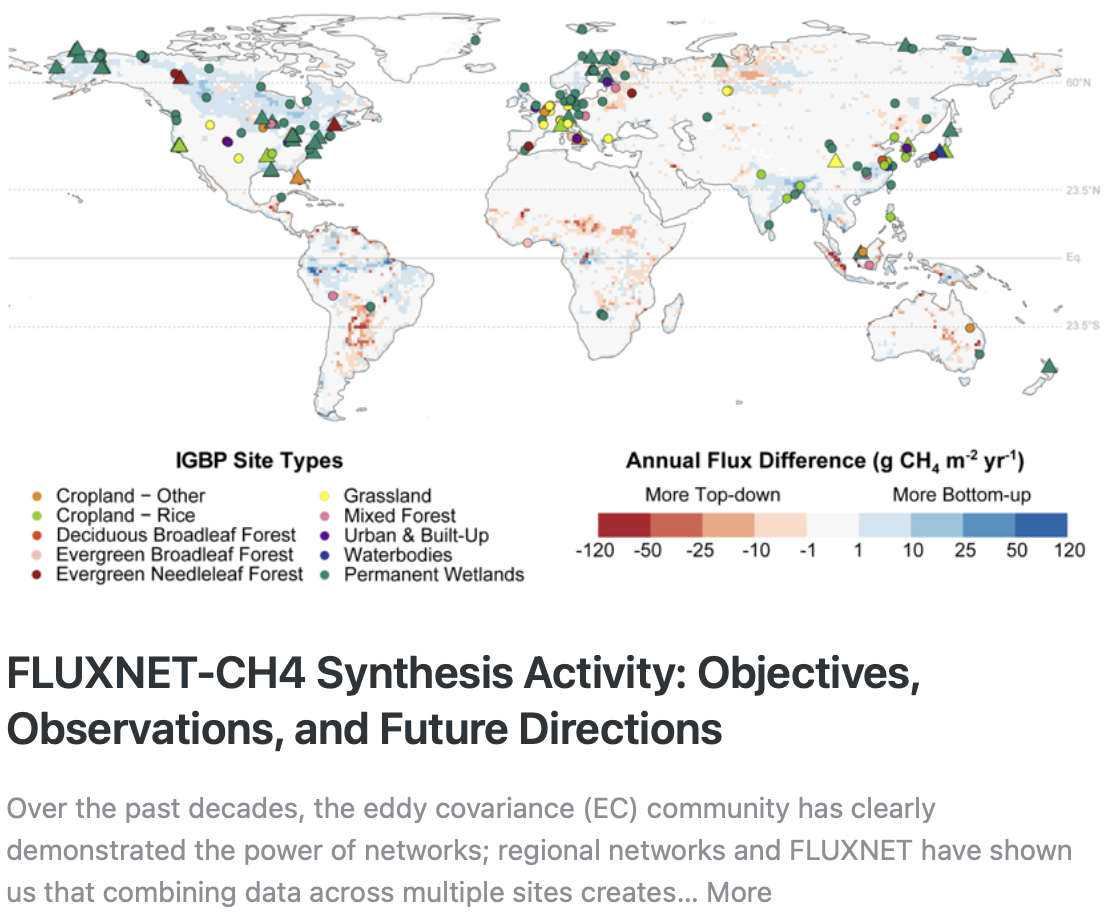 60°N
23.5°N
Eq.
23.5°S
IGBP Site Types
Cropland − Other
Cropland − Rice
Deciduous Broadleaf Forest
Evergreen Broadleaf Forest
Evergreen Needleleaf Forest
Grassland
Mixed Forest
Urban & Built-Up
Waterbodies
Permanent Wetlands
Annual Flux Difference (g CH₄ m⁻² yr⁻¹)
More Top-down More Bottom-up
-120 -50 -25 -10 -1 1 10 25 50 120
FLUXNET-CH4 Synthesis Activity: Objectives,
Observations, and Future Directions
Over the past decades, the eddy covariance (EC) community has clearly
demonstrated the power of networks; regional networks and FLUXNET have shown
us that combining data across multiple sites creates... More